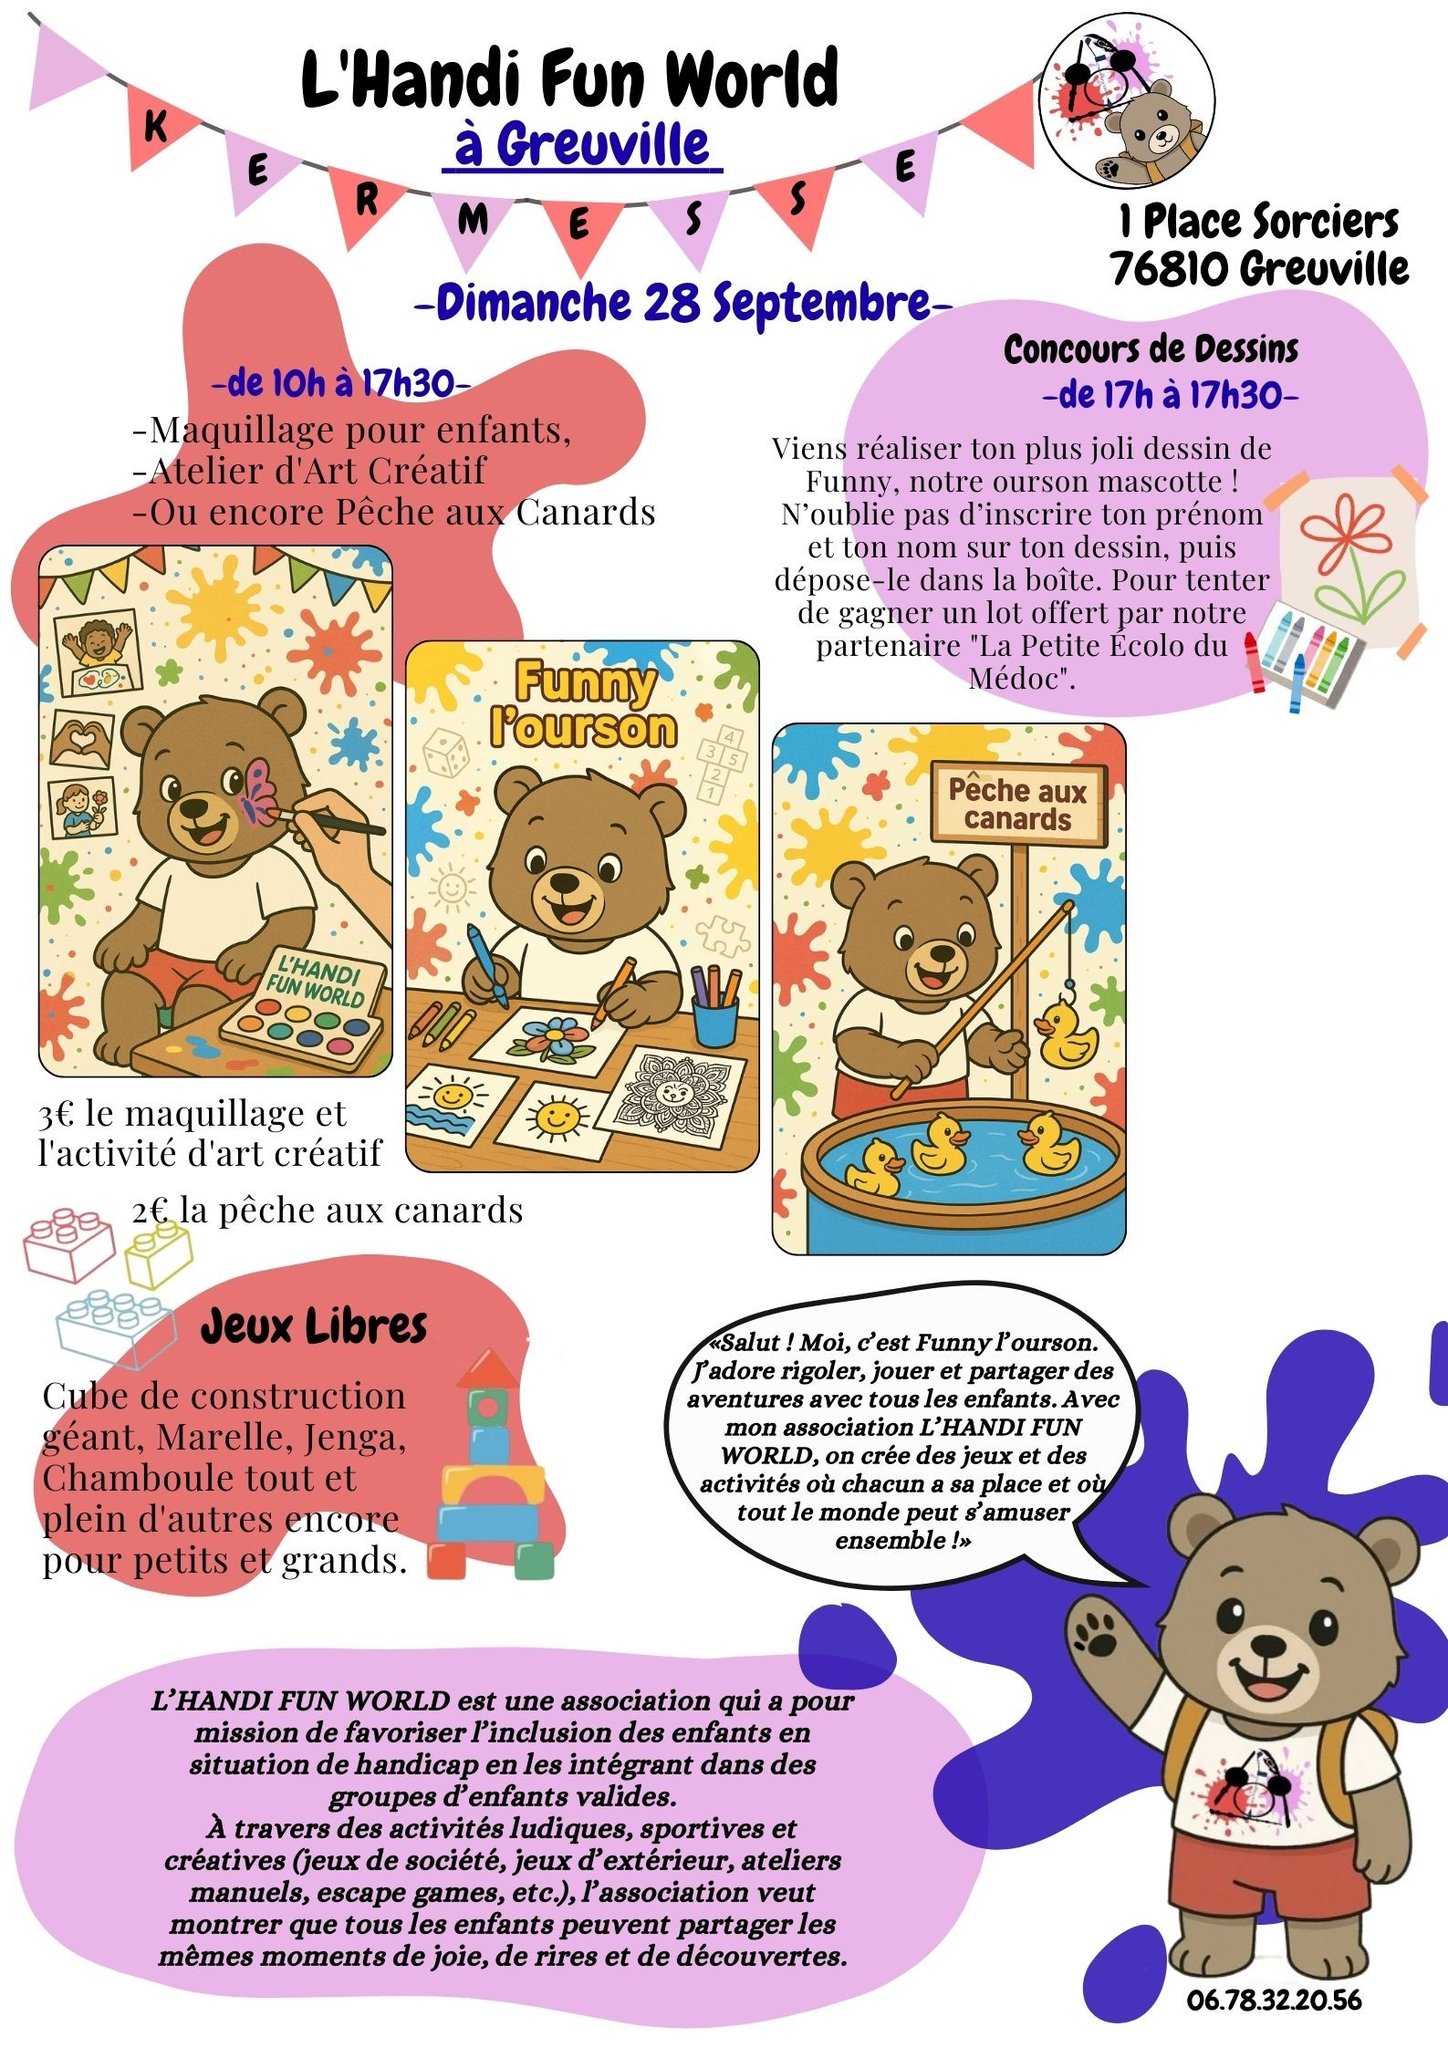 L'Handi Fun World
à Greuville
KERMESSE
1 Place Sorciers
76810 Greuville
-Dimanche 28 Septembre-
-de 10h à 17h30-
-Maquillage pour enfants,
-Atelier d'Art Créatif
-Ou encore Pêche aux Canards
Concours de Dessins
-de 17h à 17h30-
Viens réaliser ton plus joli dessin de
Funny, notre ourson mascotte !
N'oublie pas d'inscrire ton prénom
et ton nom sur ton dessin, puis
dépose-le dans la boîte. Pour tenter
de gagner un lot offert par notre
partenaire "La Petite Écolo du
Médoc".
L'HANDI
FUN WORLD
Funny
l'ourson
4
3 5
2
1
Pêche aux
canards
3€ le maquillage et
l'activité d'art créatif
2€ la pêche aux canards
Jeux Libres
Cube de construction
géant, Marelle, Jenga,
Chamboule tout et
plein d'autres encore
pour petits et grands.
«Salut ! Moi, c'est Funny l'ourson.
J'adore rigoler, jouer et partager des
aventures avec tous les enfants. Avec
mon association L'HANDI FUN
WORLD, on crée des jeux et des
activités où chacun a sa place et où
tout le monde peut s'amuser
ensemble !»
L'HANDI FUN WORLD est une association qui a pour
mission de favoriser l'inclusion des enfants en
situation de handicap en les intégrant dans des
groupes d'enfants valides.
À travers des activités ludiques, sportives et
créatives (jeux de société, jeux d'extérieur, ateliers
manuels, escape games, etc.), l'association veut
montrer que tous les enfants peuvent partager les
mêmes moments de joie, de rires et de découvertes.
06.78.32.20.56